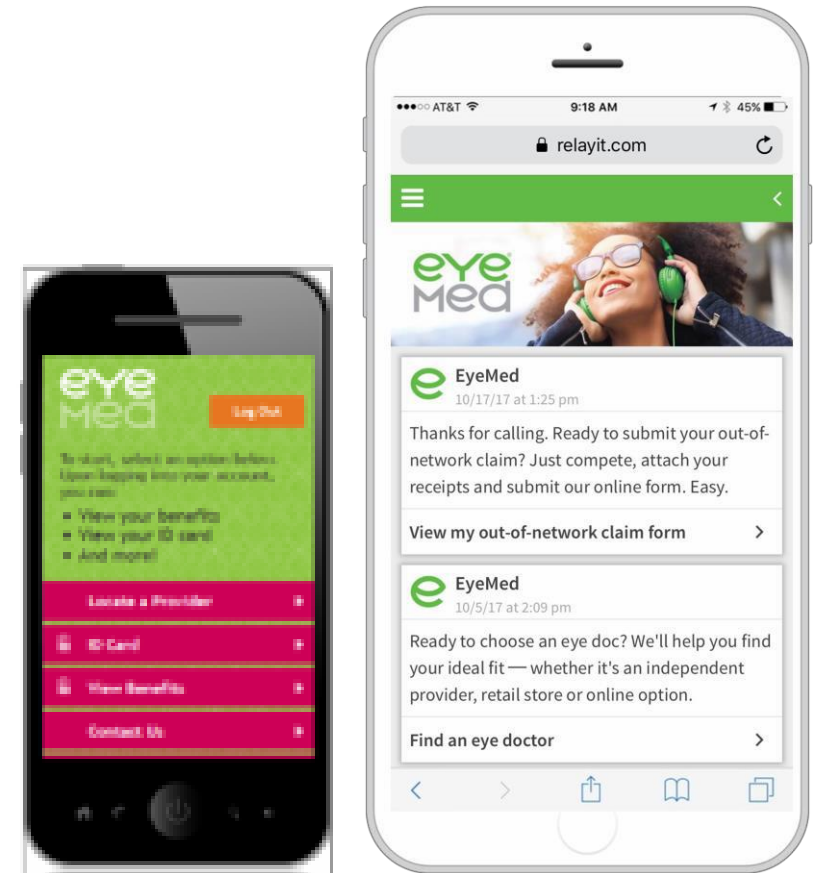 eye
Med
Log Out
To start, select an option below.
Upon logging into your account,
you can:
View your benefits
View your ID card
And more!
Locate a Provider
ID Card
View Benefits
Contact Us
AT&T 9:18 AM 45%
relayit.com
eye
Med
EyeMed
10/17/17 at 1:25 pm
Thanks for calling. Ready to submit your out-of-
network claim? Just compete, attach your
receipts and submit our online form. Easy.
View my out-of-network claim form
EyeMed
10/5/17 at 2:09 pm
Ready to choose an eye doc? We'll help you find
your ideal fit — whether it's an independent
provider, retail store or online option.
Find an eye doctor